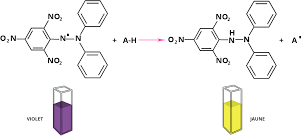 NO₂
NO₂
O₂N
N•
N
+
A-H
O₂N
H
N
N
+
A•
NO₂
NO₂
VIOLET
JAUNE